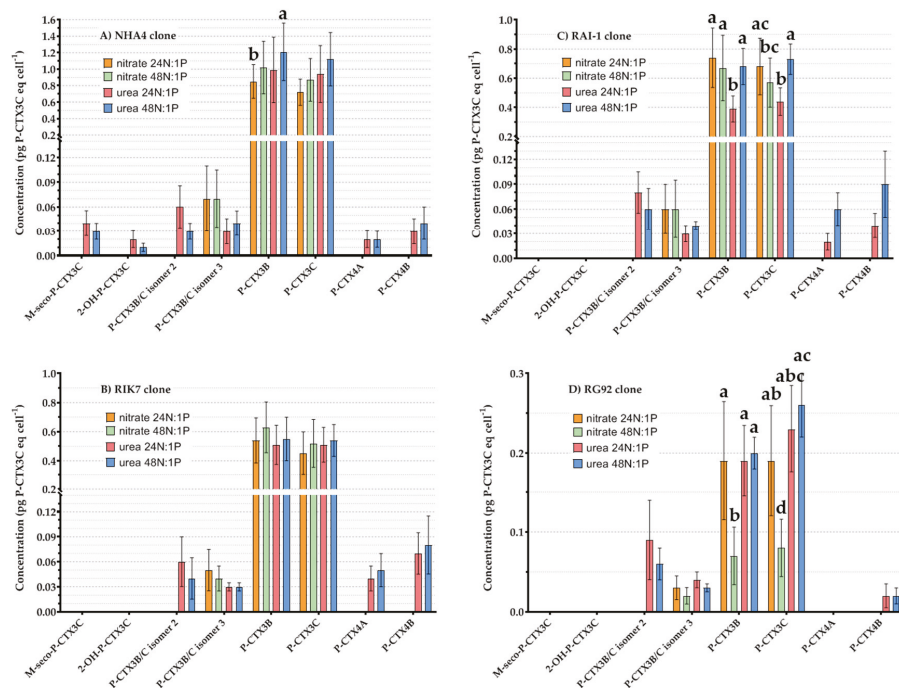 A) NHA4 clone
nitrate 24N:1P
nitrate 48N:1P
urea 24N:1P
urea 48N:1P
Concentration (pg P-CTX3C eq cell⁻¹)
1.6
1.4
1.2
1.0
0.8
0.6
0.4
0.2
0.12
0.09
0.06
0.03
0.00
b
a
M-seco-P-CTX3C
2-OH-P-CTX3C
P-CTX3B/C isomer 2
P-CTX3B/C isomer 3
P-CTX3B
P-CTX3C
P-CTX4A
P-CTX4B
C) RAI-1 clone
nitrate 24N:1P
nitrate 48N:1P
urea 24N:1P
urea 48N:1P
Concentration (pg P-CTX3C eq cell⁻¹)
1.0
0.8
0.6
0.4
0.2
0.12
0.09
0.06
0.03
0.00
a a b a ac bc b a
M-seco-P-CTX3C
2-OH-P-CTX3C
P-CTX3B/C isomer 2
P-CTX3B/C isomer 3
P-CTX3B
P-CTX3C
P-CTX4A
P-CTX4B
B) RIK7 clone
nitrate 24N:1P
nitrate 48N:1P
urea 24N:1P
urea 48N:1P
Concentration (pg P-CTX3C eq cell⁻¹)
1.0
0.8
0.6
0.4
0.2
0.12
0.09
0.06
0.03
0.00
M-seco-P-CTX3C
2-OH-P-CTX3C
P-CTX3B/C isomer 2
P-CTX3B/C isomer 3
P-CTX3B
P-CTX3C
P-CTX4A
P-CTX4B
D) RG92 clone
nitrate 24N:1P
nitrate 48N:1P
urea 24N:1P
urea 48N:1P
Concentration (pg P-CTX3C eq cell⁻¹)
0.3
0.2
0.1
0.0
a b a a ab d abc ac
M-seco-P-CTX3C
2-OH-P-CTX3C
P-CTX3B/C isomer 2
P-CTX3B/C isomer 3
P-CTX3B
P-CTX3C
P-CTX4A
P-CTX4B